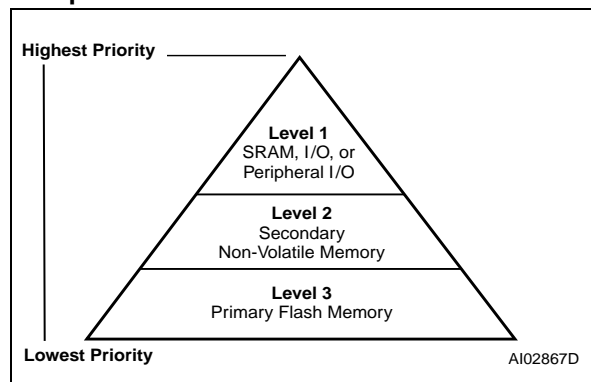 Highest Priority
Level 1
SRAM, I/O, or
Peripheral I/O
Level 2
Secondary
Non-Volatile Memory
Level 3
Primary Flash Memory
Lowest Priority
AI02867D